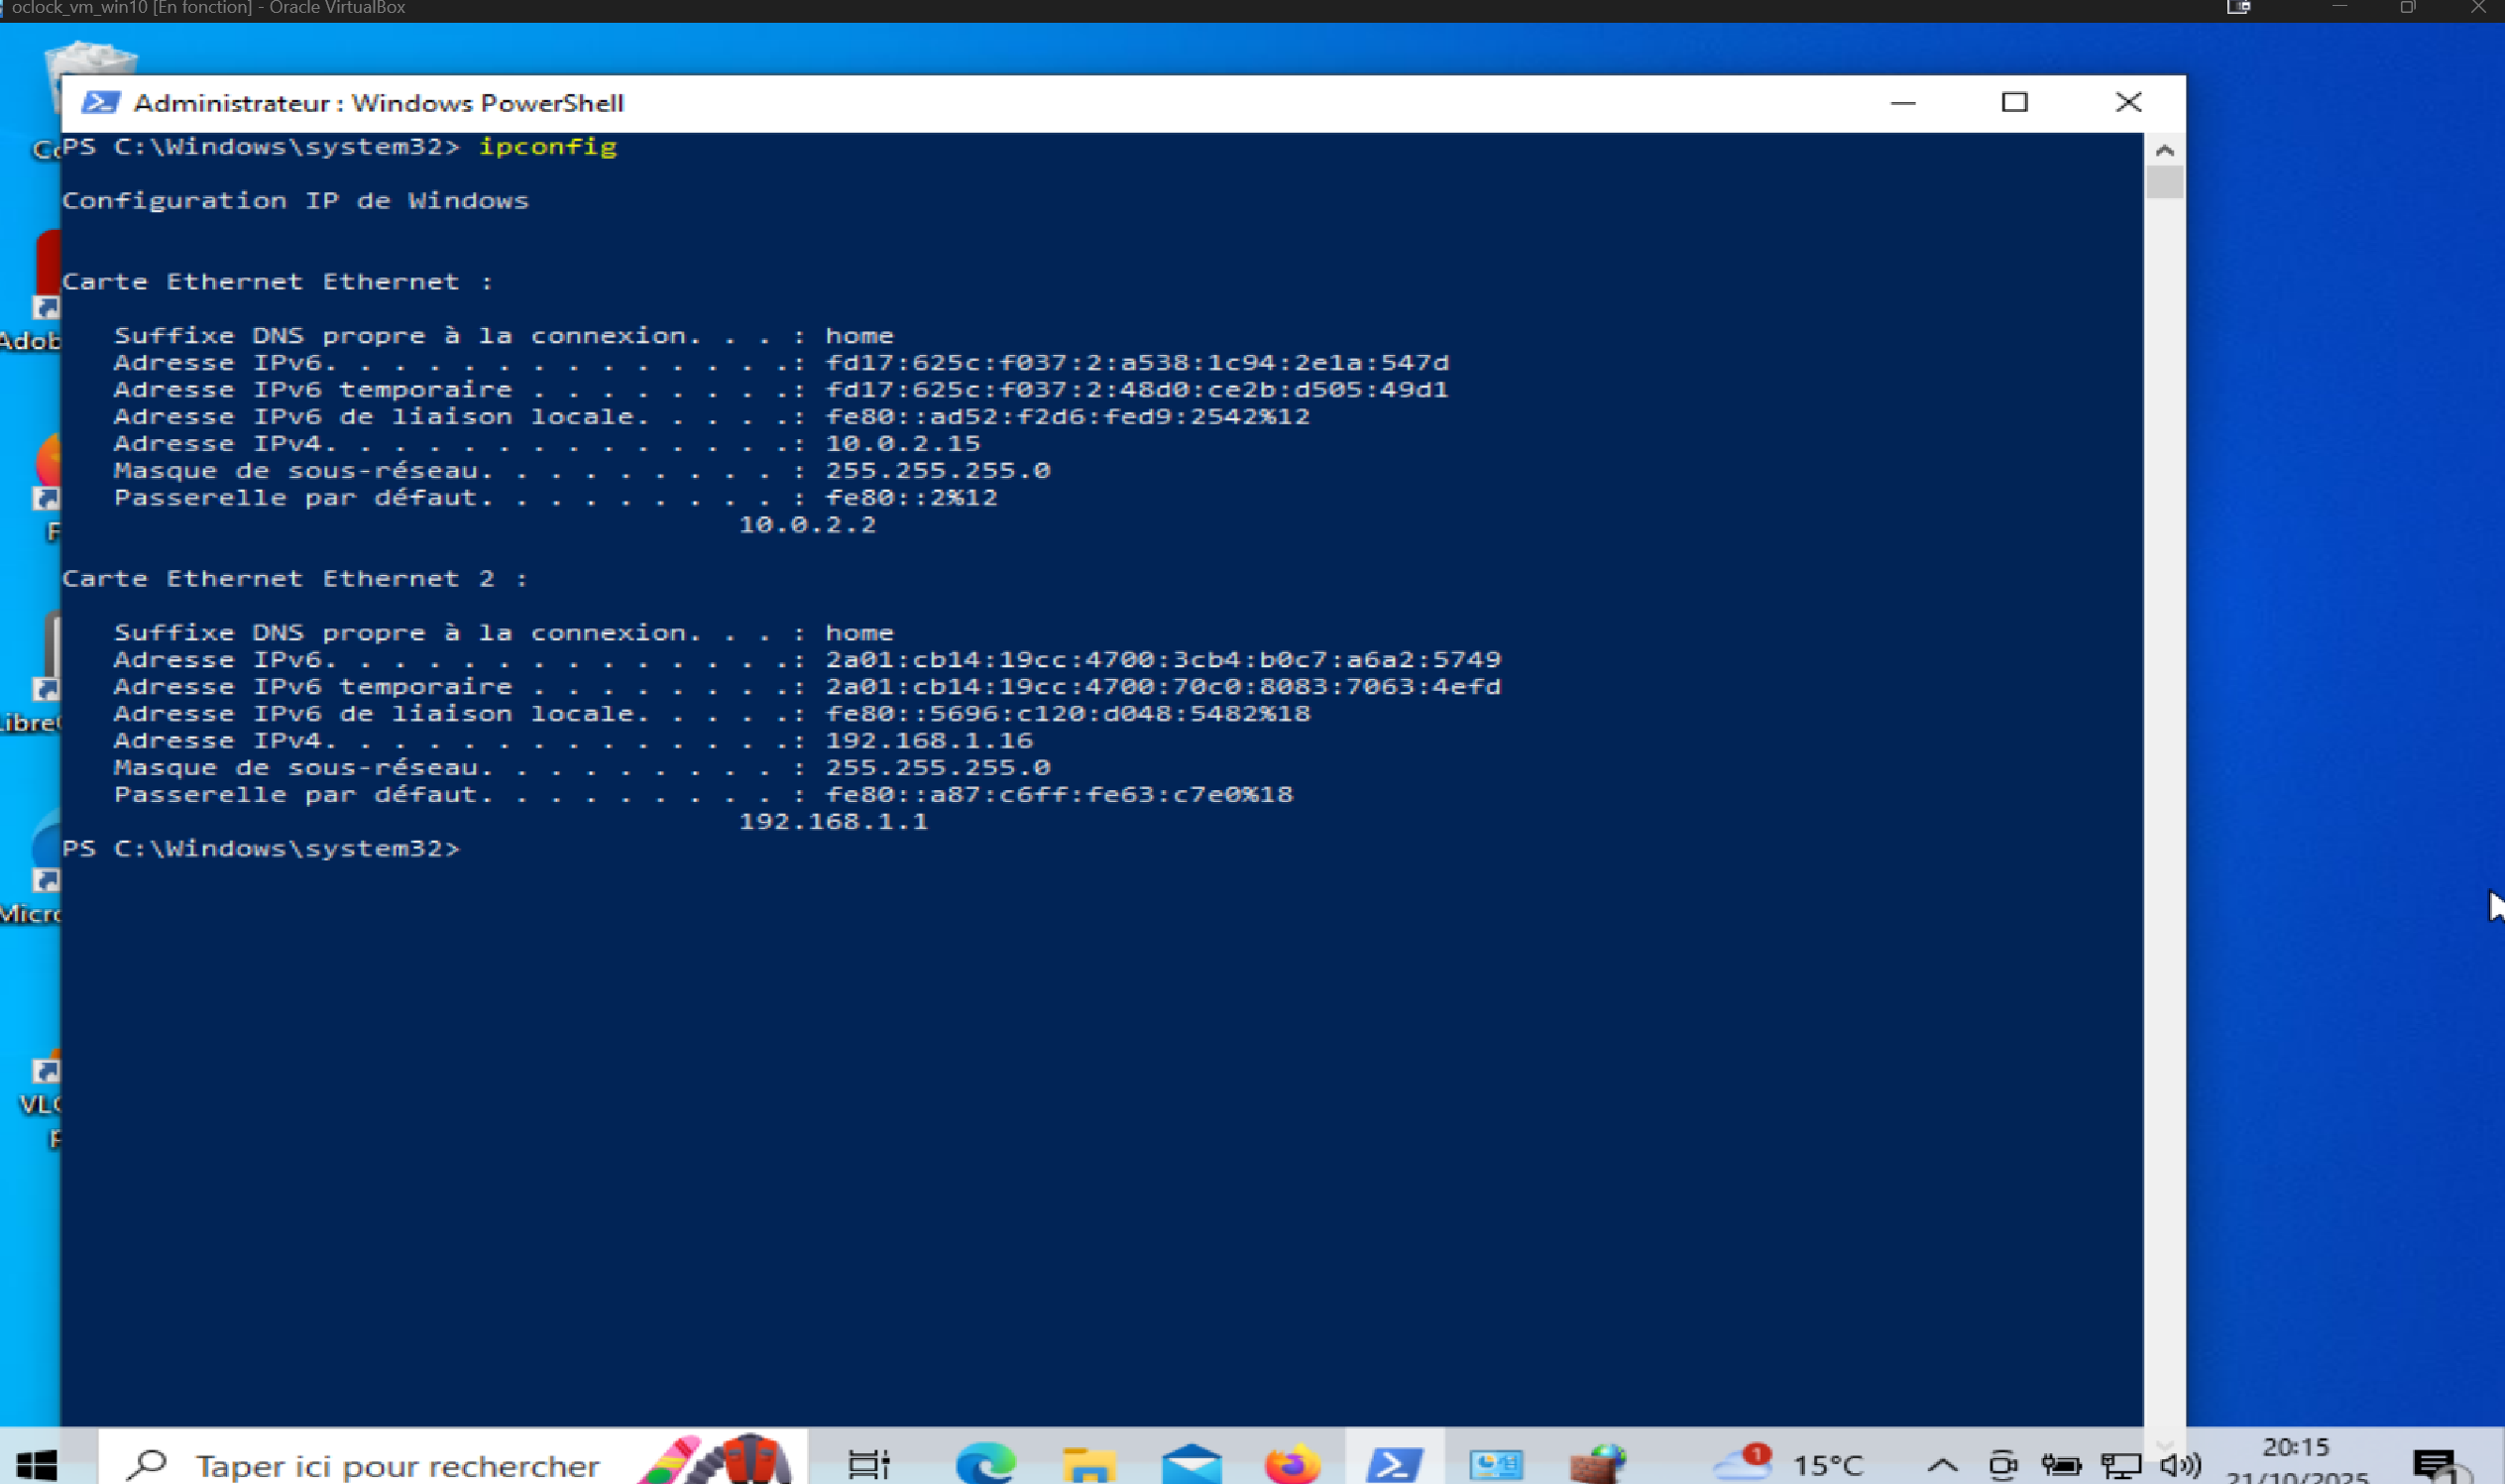 oclock_vm_win10 [En fonction] - Oracle VirtualBox
Administrateur : Windows PowerShell
PS C:\Windows\system32> ipconfig
Configuration IP de Windows
Carte Ethernet Ethernet :
Suffixe DNS propre à la connexion. . . : home
Adresse IPv6. . . . . . . . . . . . . .: fd17:625c:f037:2:a538:1c94:2e1a:547d
Adresse IPv6 temporaire . . . . . . . .: fd17:625c:f037:2:48d0:ce2b:d505:49d1
Adresse IPv6 de liaison locale. . . . .: fe80::ad52:f2d6:fed9:2542%12
Adresse IPv4. . . . . . . . . . . . . .: 10.0.2.15
Masque de sous-réseau. . . . . . . . . : 255.255.255.0
Passerelle par défaut. . . . . . . . . : fe80::2%12
10.0.2.2
Carte Ethernet Ethernet 2 :
Suffixe DNS propre à la connexion. . . : home
Adresse IPv6. . . . . . . . . . . . . .: 2a01:cb14:19cc:4700:3cb4:b0c7:a6a2:5749
Adresse IPv6 temporaire . . . . . . . .: 2a01:cb14:19cc:4700:70c0:8083:7063:4efd
Adresse IPv6 de liaison locale. . . . .: fe80::5696:c120:d048:5482%18
Adresse IPv4. . . . . . . . . . . . . .: 192.168.1.16
Masque de sous-réseau. . . . . . . . . : 255.255.255.0
Passerelle par défaut. . . . . . . . . : fe80::a87:c6ff:fe63:c7e0%18
192.168.1.1
PS C:\Windows\system32>
Adob
Libre
Micro
VLC
Taper ici pour rechercher
1
15°C
20:15
21/10/2025
1